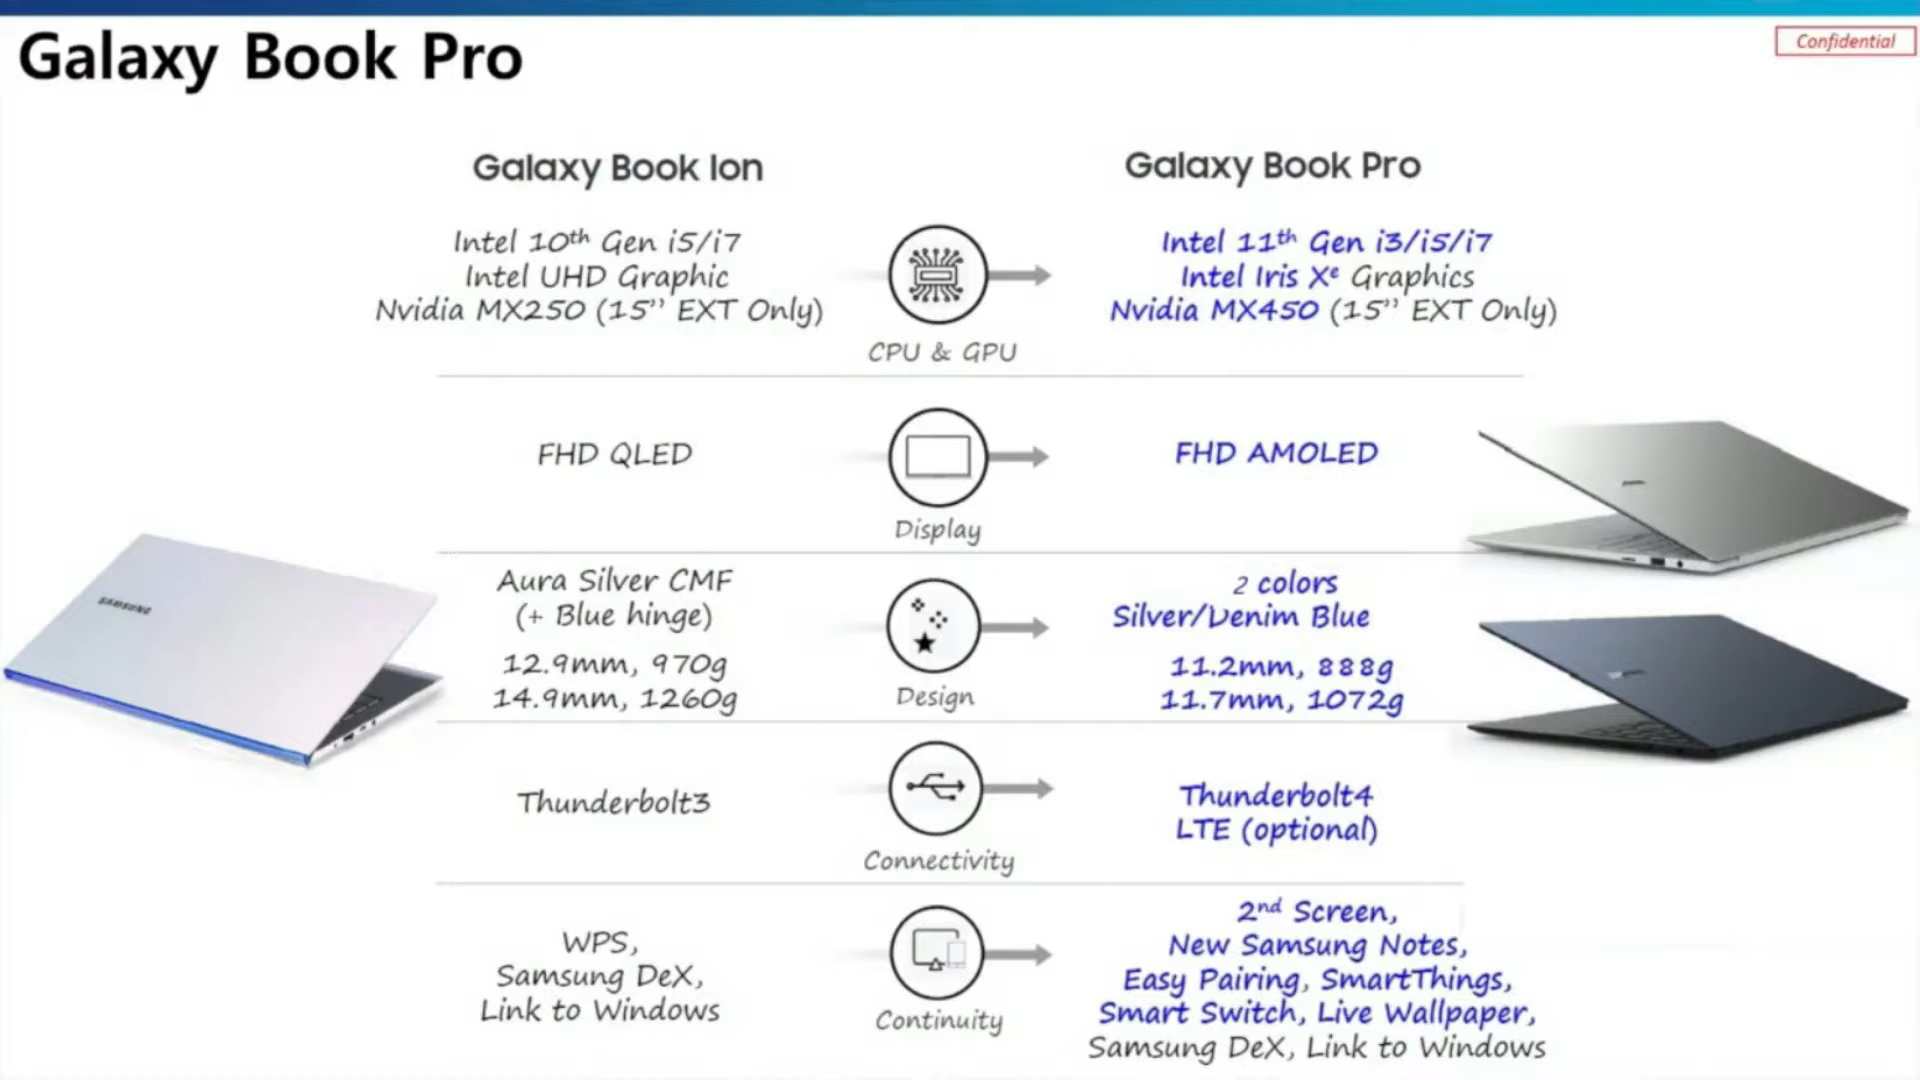 Galaxy Book Pro
Confidential
Galaxy Book Ion
Galaxy Book Pro
Intel 10th Gen i5/i7
Intel UHD Graphic
Nvidia MX250 (15” EXT Only)
CPU & GPU
Intel 11th Gen i3/i5/i7
Intel Iris Xe Graphics
Nvidia MX450 (15” EXT Only)
FHD QLED
Display
FHD AMOLED
Aura Silver CMF
(+ Blue hinge)
12.9mm, 970g
14.9mm, 1260g
Design
2 colors
Silver/Denim Blue
11.2mm, 888g
11.7mm, 1072g
SAMSUNG
Thunderbolt3
Connectivity
Thunderbolt4
LTE (optional)
WPS,
Samsung DeX,
Link to Windows
Continuity
2nd Screen,
New Samsung Notes,
Easy Pairing, SmartThings,
Smart Switch, Live Wallpaper,
Samsung DeX, Link to Windows